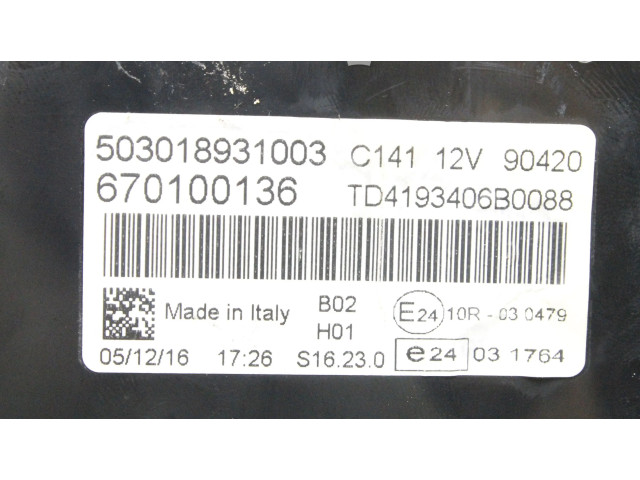 503018931003 C141 12V 90420
670100136 TD4193406B0088
Made in Italy B02 E24 10R - 03 0479
H01
05/12/16 17:26 S16.23.0 e24 03 1764